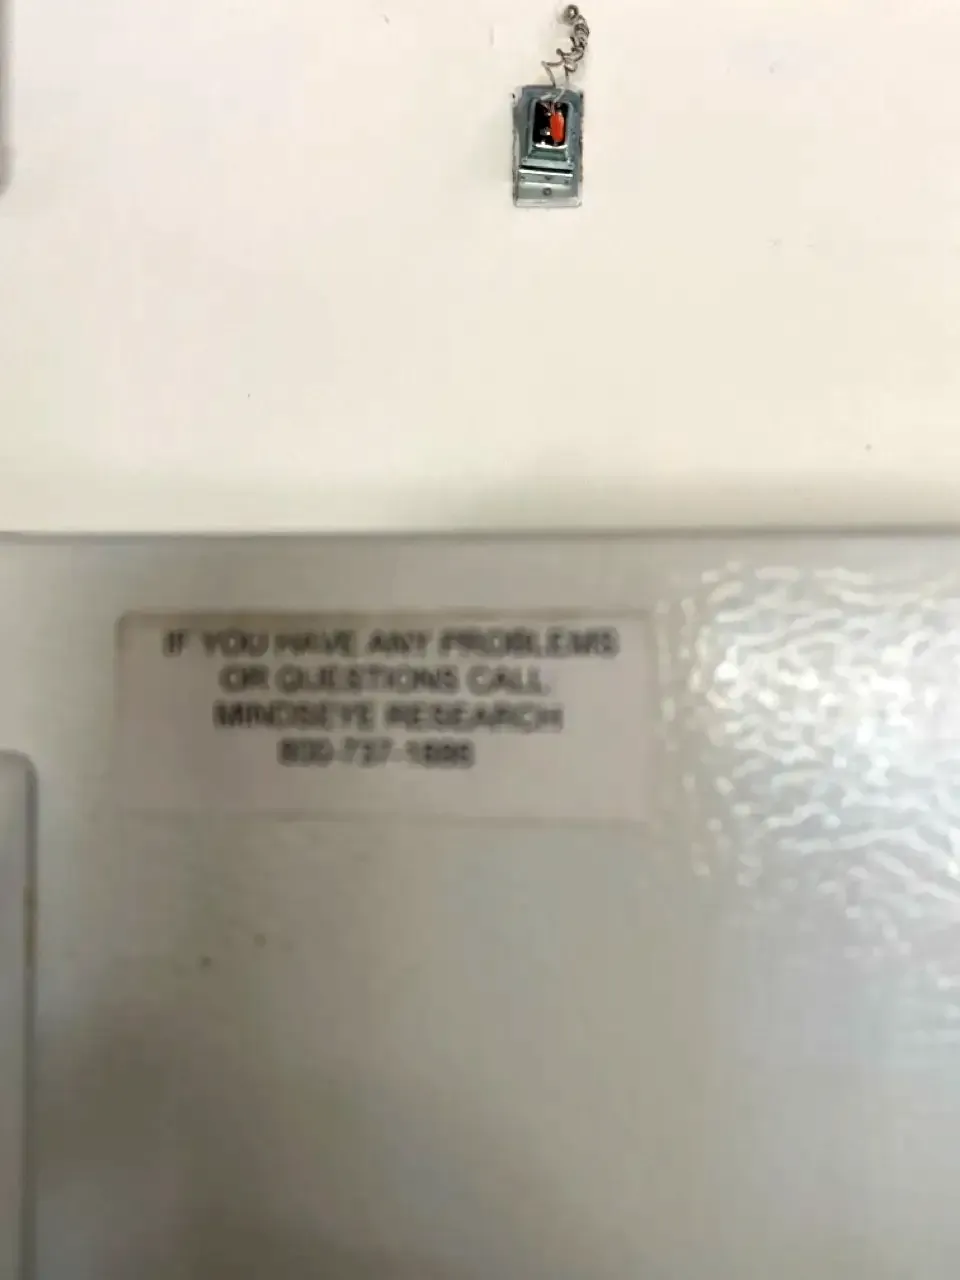 IF YOU HAVE ANY PROBLEMS
OR QUESTIONS CALL
MINDSEYE RESEARCH